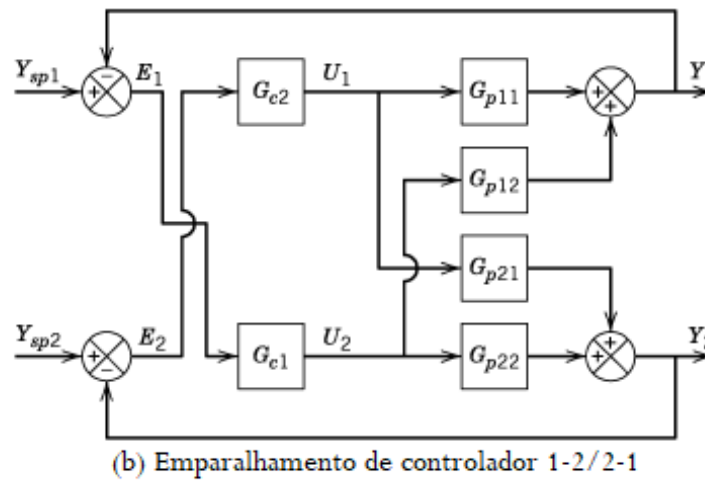 Y_sp1
E_1
G_c2
U_1
G_p11
Y
G_p12
G_p21
Y_sp2
E_2
G_c1
U_2
G_p22
Y
(b) Emparalhamento de controlador 1-2/2-1